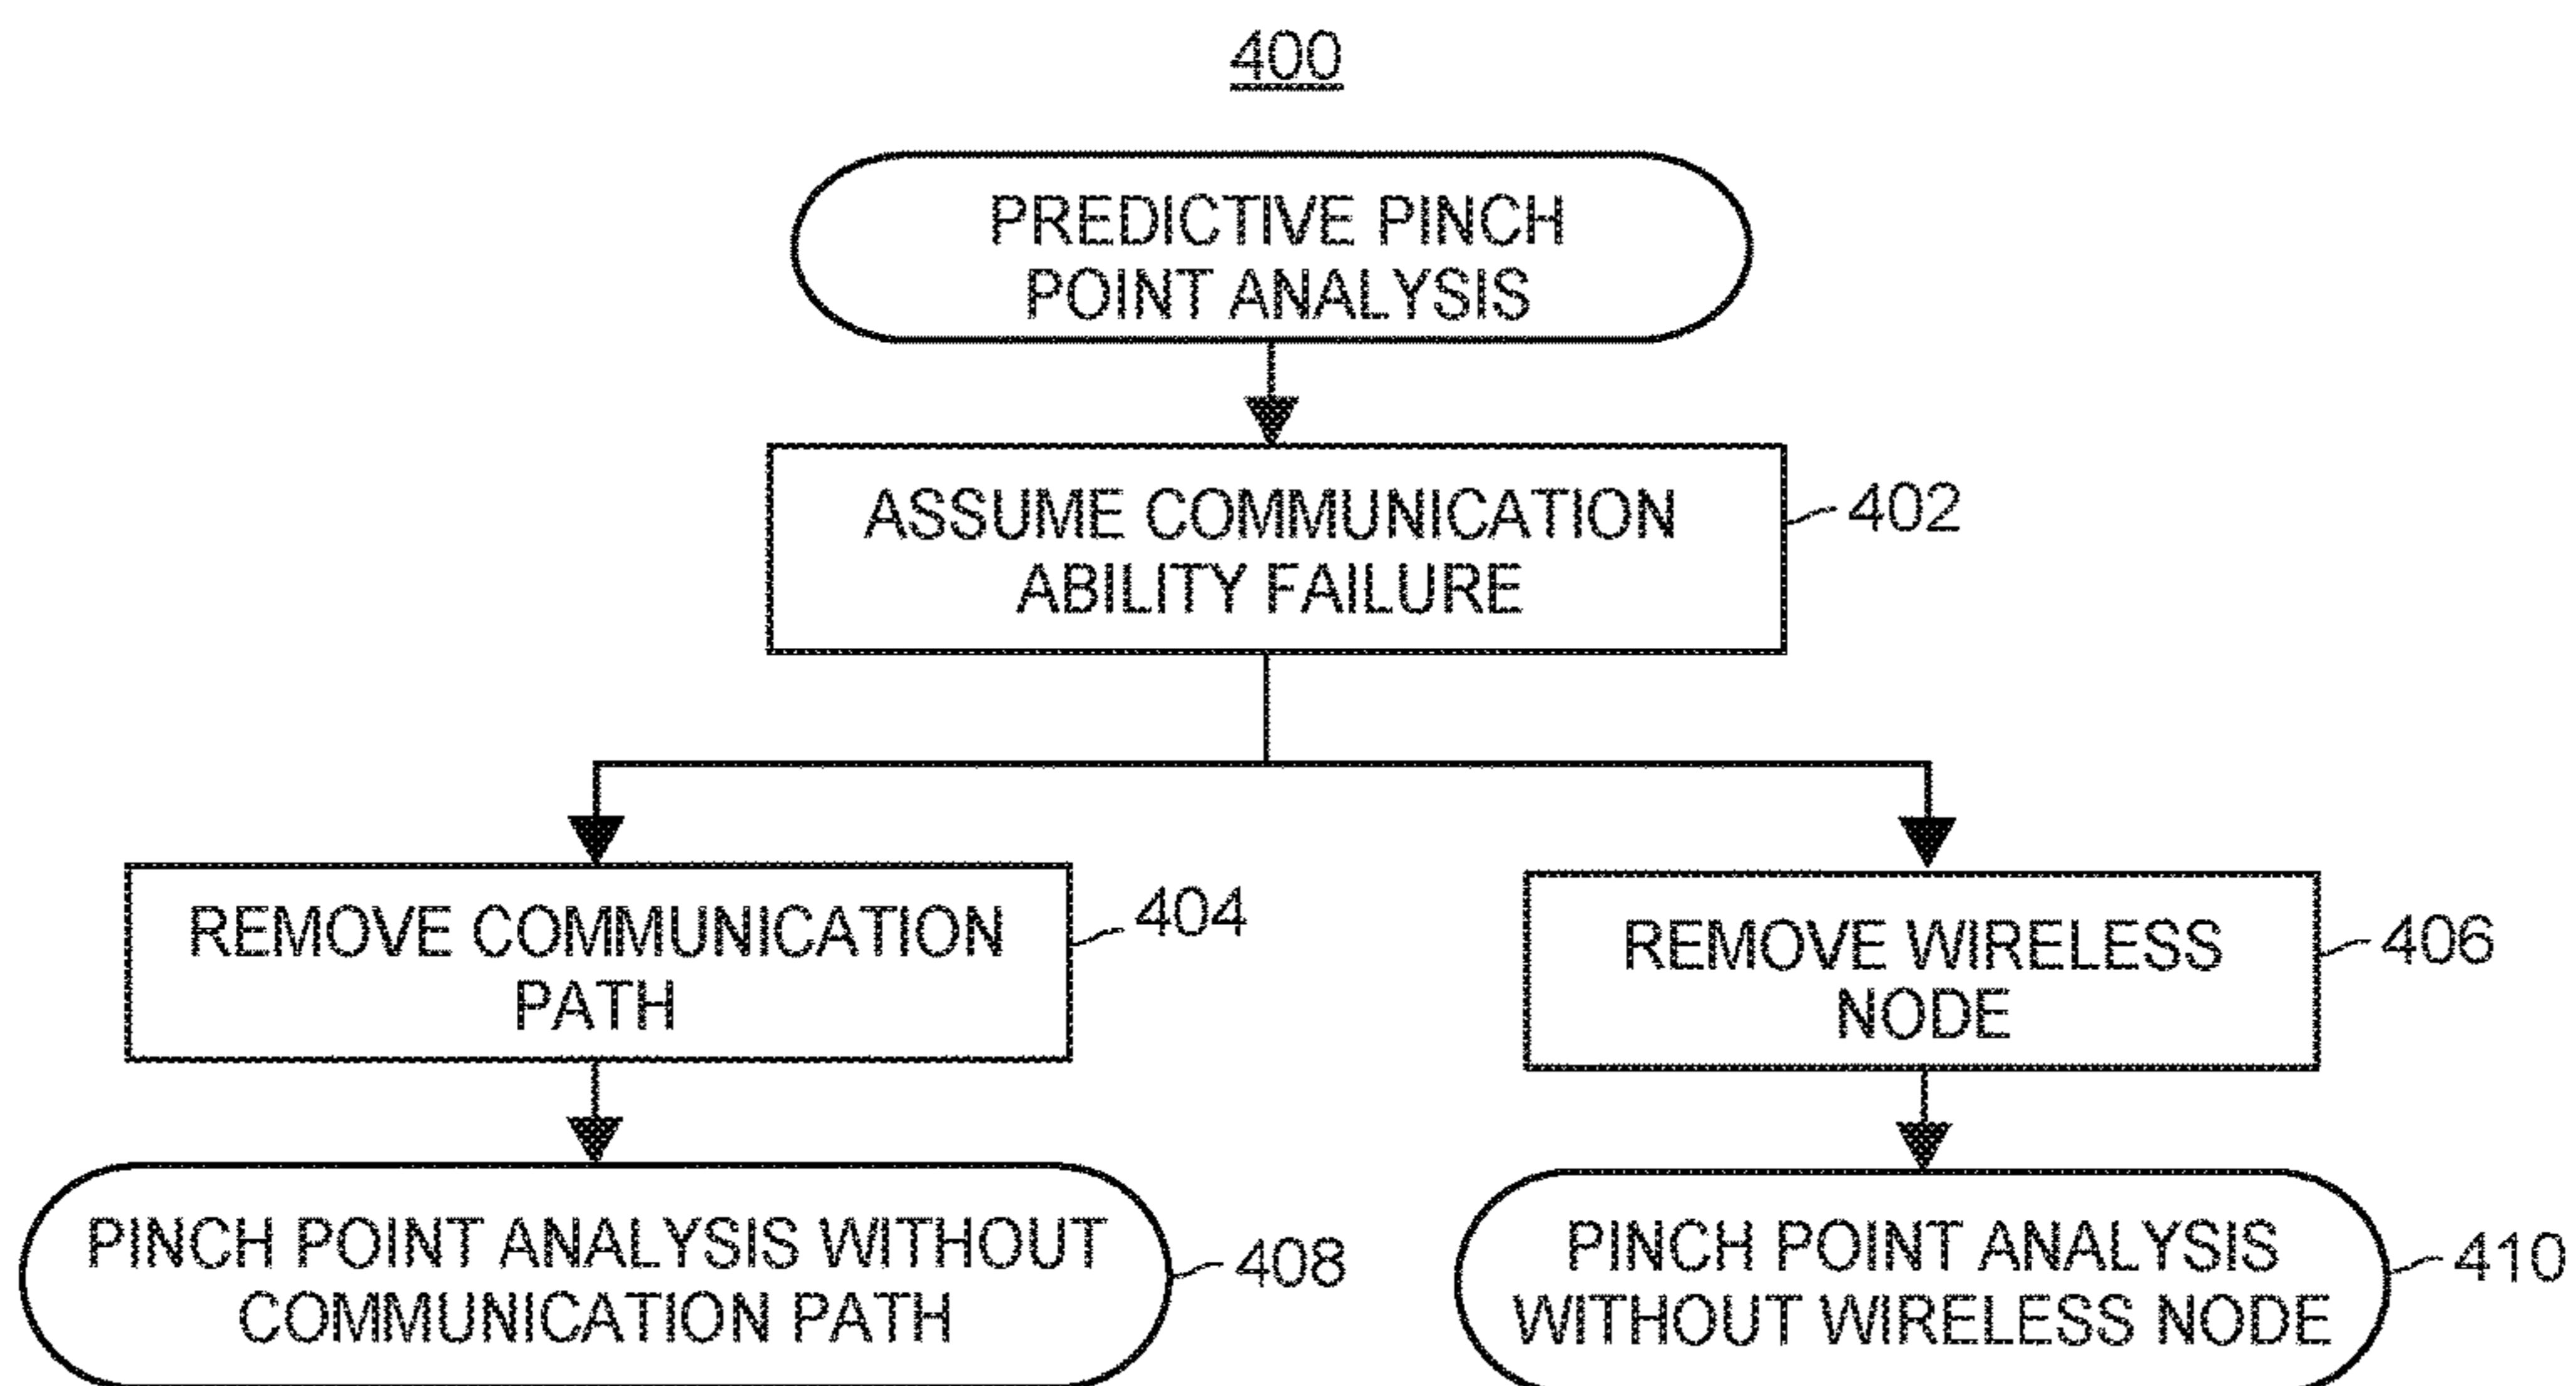 400
PREDICTIVE PINCH
POINT ANALYSIS
ASSUME COMMUNICATION
ABILITY FAILURE
402
REMOVE COMMUNICATION
PATH
404
REMOVE WIRELESS
NODE
406
PINCH POINT ANALYSIS WITHOUT
COMMUNICATION PATH
408
PINCH POINT ANALYSIS
WITHOUT WIRELESS NODE
410